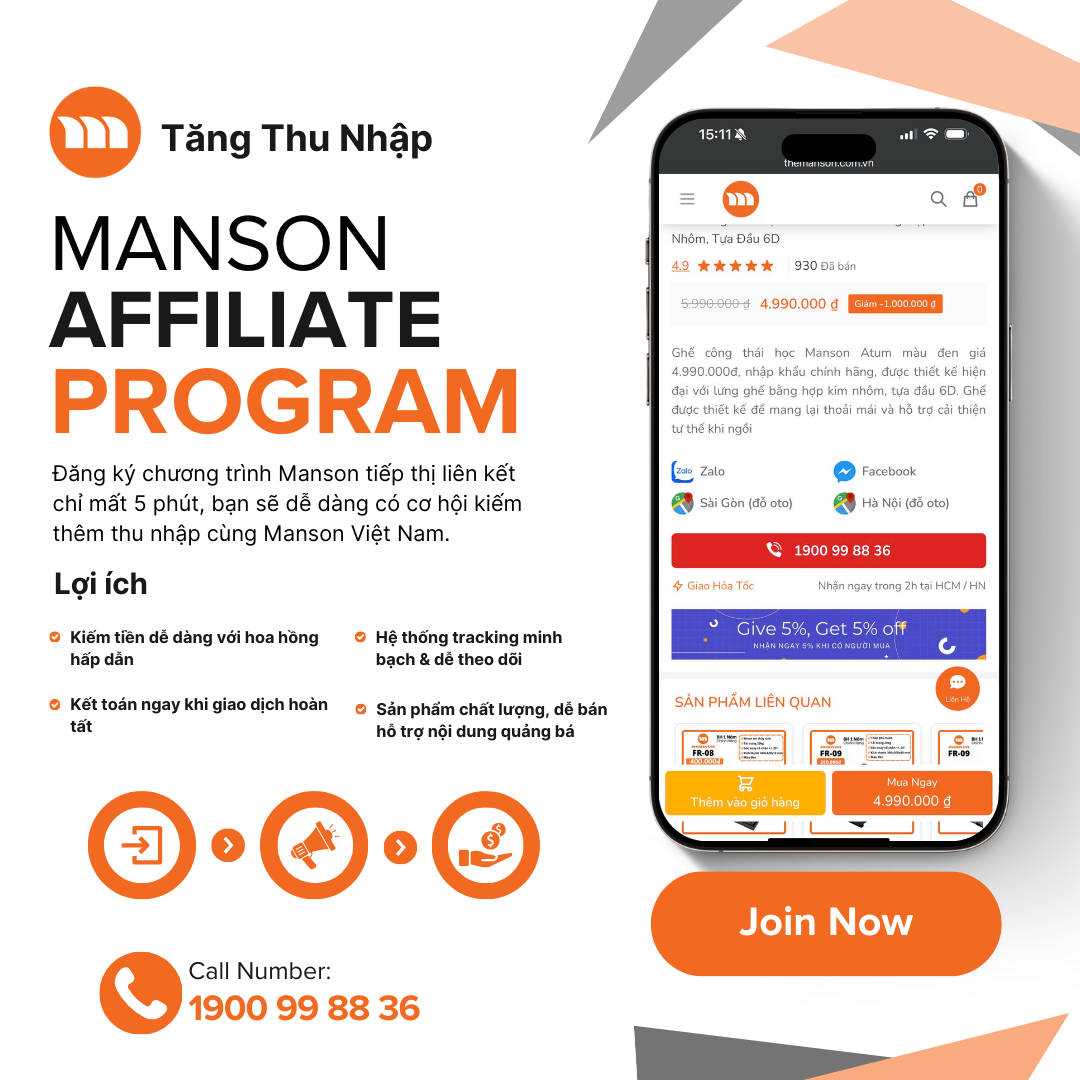 Tăng Thu Nhập
MANSON
AFFILIATE
PROGRAM
Đăng ký chương trình Manson tiếp thị liên kết
chỉ mất 5 phút, bạn sẽ dễ dàng có cơ hội kiếm
thêm thu nhập cùng Manson Việt Nam.
Lợi ích
Kiếm tiền dễ dàng với hoa hồng
hấp dẫn
Hệ thống tracking minh
bạch & dễ theo dõi
Kết toán ngay khi giao dịch hoàn
tất
Sản phẩm chất lượng, dễ bán
hỗ trợ nội dung quảng bá
Call Number:
1900 99 88 36
15:11
themanson.com.vn
0
Nhôm, Tựa Đầu 6D
4.9 930 Đã bán
5.990.000 ₫ 4.990.000 ₫ Giảm -1.000.000 ₫
Ghế công thái học Manson Atum màu đen giá
4.990.000đ, nhập khẩu chính hãng, được thiết kế hiện
đại với lưng ghế bằng hợp kim nhôm, tựa đầu 6D. Ghế
được thiết kế để mang lại thoải mái và hỗ trợ cải thiện
tư thế khi ngồi
Zalo Zalo Facebook
Sài Gòn (đỗ oto) Hà Nội (đỗ oto)
1900 99 88 36
Giao Hỏa Tốc Nhận ngay trong 2h tại HCM / HN
Give 5%, Get 5% off
NHẬN NGAY 5% KHI CÓ NGƯỜI MUA
Liên Hệ
SẢN PHẨM LIÊN QUAN
FR-08 FR-09 FR-09
Thêm vào giỏ hàng
Mua Ngay
4.990.000 ₫
Join Now